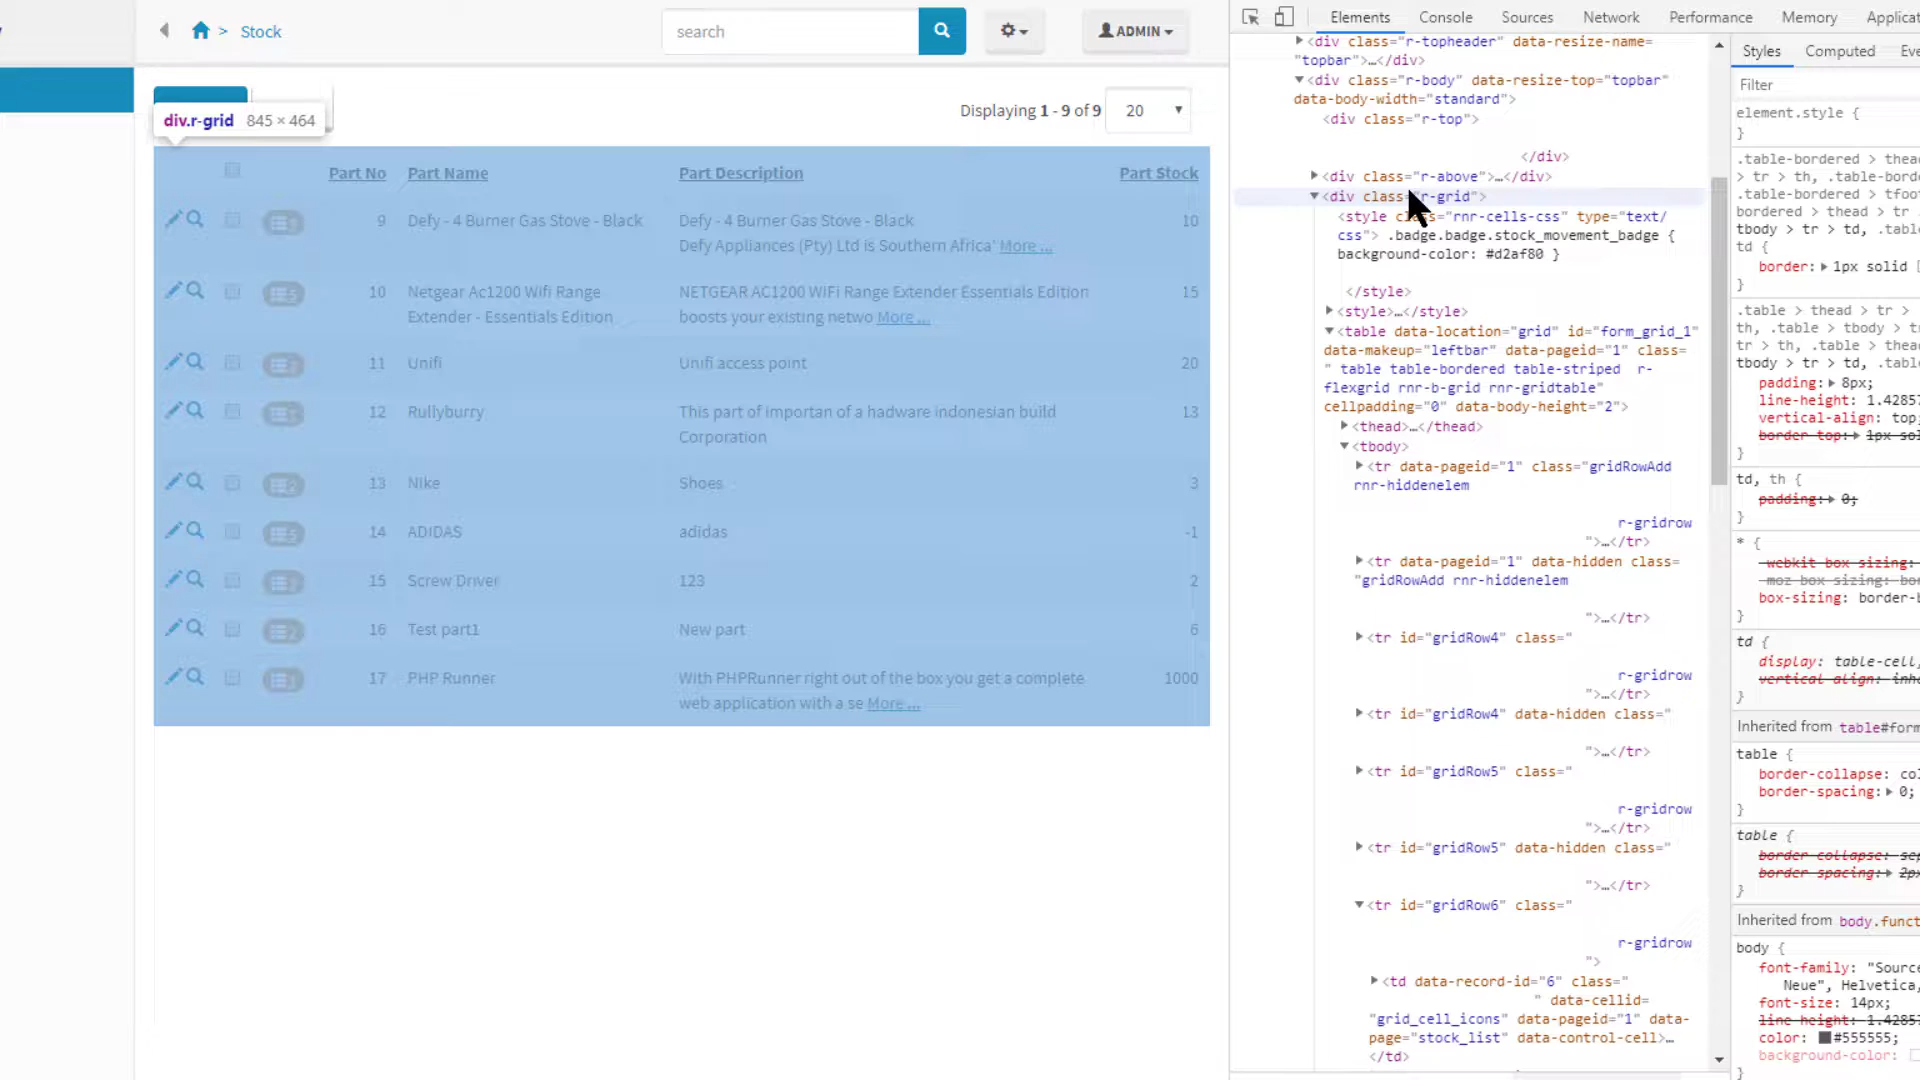 > Stock
search
ADMIN
div.r-grid 845 × 464
Displaying 1 - 9 of 9
20
Part No Part Name Part Description Part Stock
9 Defy - 4 Burner Gas Stove - Black Defy - 4 Burner Gas Stove - Black 10
Defy Appliances (Pty) Ltd is Southern Africa' More ...
10 Netgear Ac1200 Wifi Range NETGEAR AC1200 WIFi Range Extender Essentials Edition 15
Extender - Essentials Edition boosts your existing netwo More ...
11 Unifi Unifi access point 20
12 Rullyburry This part of importan of a hadware indonesian build 13
Corporation
13 Nike Shoes 3
14 ADIDAS adidas -1
15 Screw Driver 123 2
16 Test part1 New part 6
17 PHP Runner With PHPRunner right out of the box you get a complete 1000
web application with a se More ...
Elements Console Sources Network Performance Memory Applicat
<div class="r-topheader" data-resize-name=
"topbar">…</div>
<div class="r-body" data-resize-top="topbar"
data-body-width="standard">
<div class="r-top">
</div>
<div class="r-above">…</div>
<div class="r-grid">
<style class="rnr-cells-css" type="text/
css"> .badge.badge.stock_movement_badge {
background-color: #d2af80 }
</style>
<style>…</style>
<table data-location="grid" id="form_grid_1"
data-makeup="leftbar" data-pageid="1" class=
" table table-bordered table-striped r-
flexgrid rnr-b-grid rnr-gridtable"
cellpadding="0" data-body-height="2">
<thead>…</thead>
<tbody>
<tr data-pageid="1" class="gridRowAdd
rnr-hiddenelem
r-gridrow
">…</tr>
<tr data-pageid="1" data-hidden class=
"gridRowAdd rnr-hiddenelem
">…</tr>
<tr id="gridRow4" class="
r-gridrow
">…</tr>
<tr id="gridRow4" data-hidden class="
">…</tr>
<tr id="gridRow5" class="
r-gridrow
">…</tr>
<tr id="gridRow5" data-hidden class="
">…</tr>
<tr id="gridRow6" class="
r-gridrow
">
<td data-record-id="6" class="
" data-cellid=
"grid_cell_icons" data-pageid="1" data-
page="stock_list" data-control-cell>…
</td>
Styles Computed Eve
Filter
element.style {
}
.table-bordered > thea
> tr > th, .table-bord
.table-bordered > tfoo
bordered > thead > tr
tbody > tr > td, .tabl
td {
border: 1px solid
}
.table > thead > tr >
th, .table > tbody > t
tr > th, .table > thea
tbody > tr > td, .tabl
padding: 8px;
line-height: 1.4285
vertical-align: top;
border-top: 1px sol
}
td, th {
padding: 0;
}
* {
-webkit-box-sizing:
-moz-box-sizing: bor
box-sizing: border-b
}
td {
display: table-cell,
vertical-align: inhe
}
Inherited from table#form
table {
border-collapse: col
border-spacing: 0;
}
table {
border-collapse: sep
border-spacing: 2px
}
Inherited from body.funct
body {
font-family: "Source
Neue", Helvetica,
font-size: 14px;
line-height: 1.4285
color: #555555;
background-color:
}